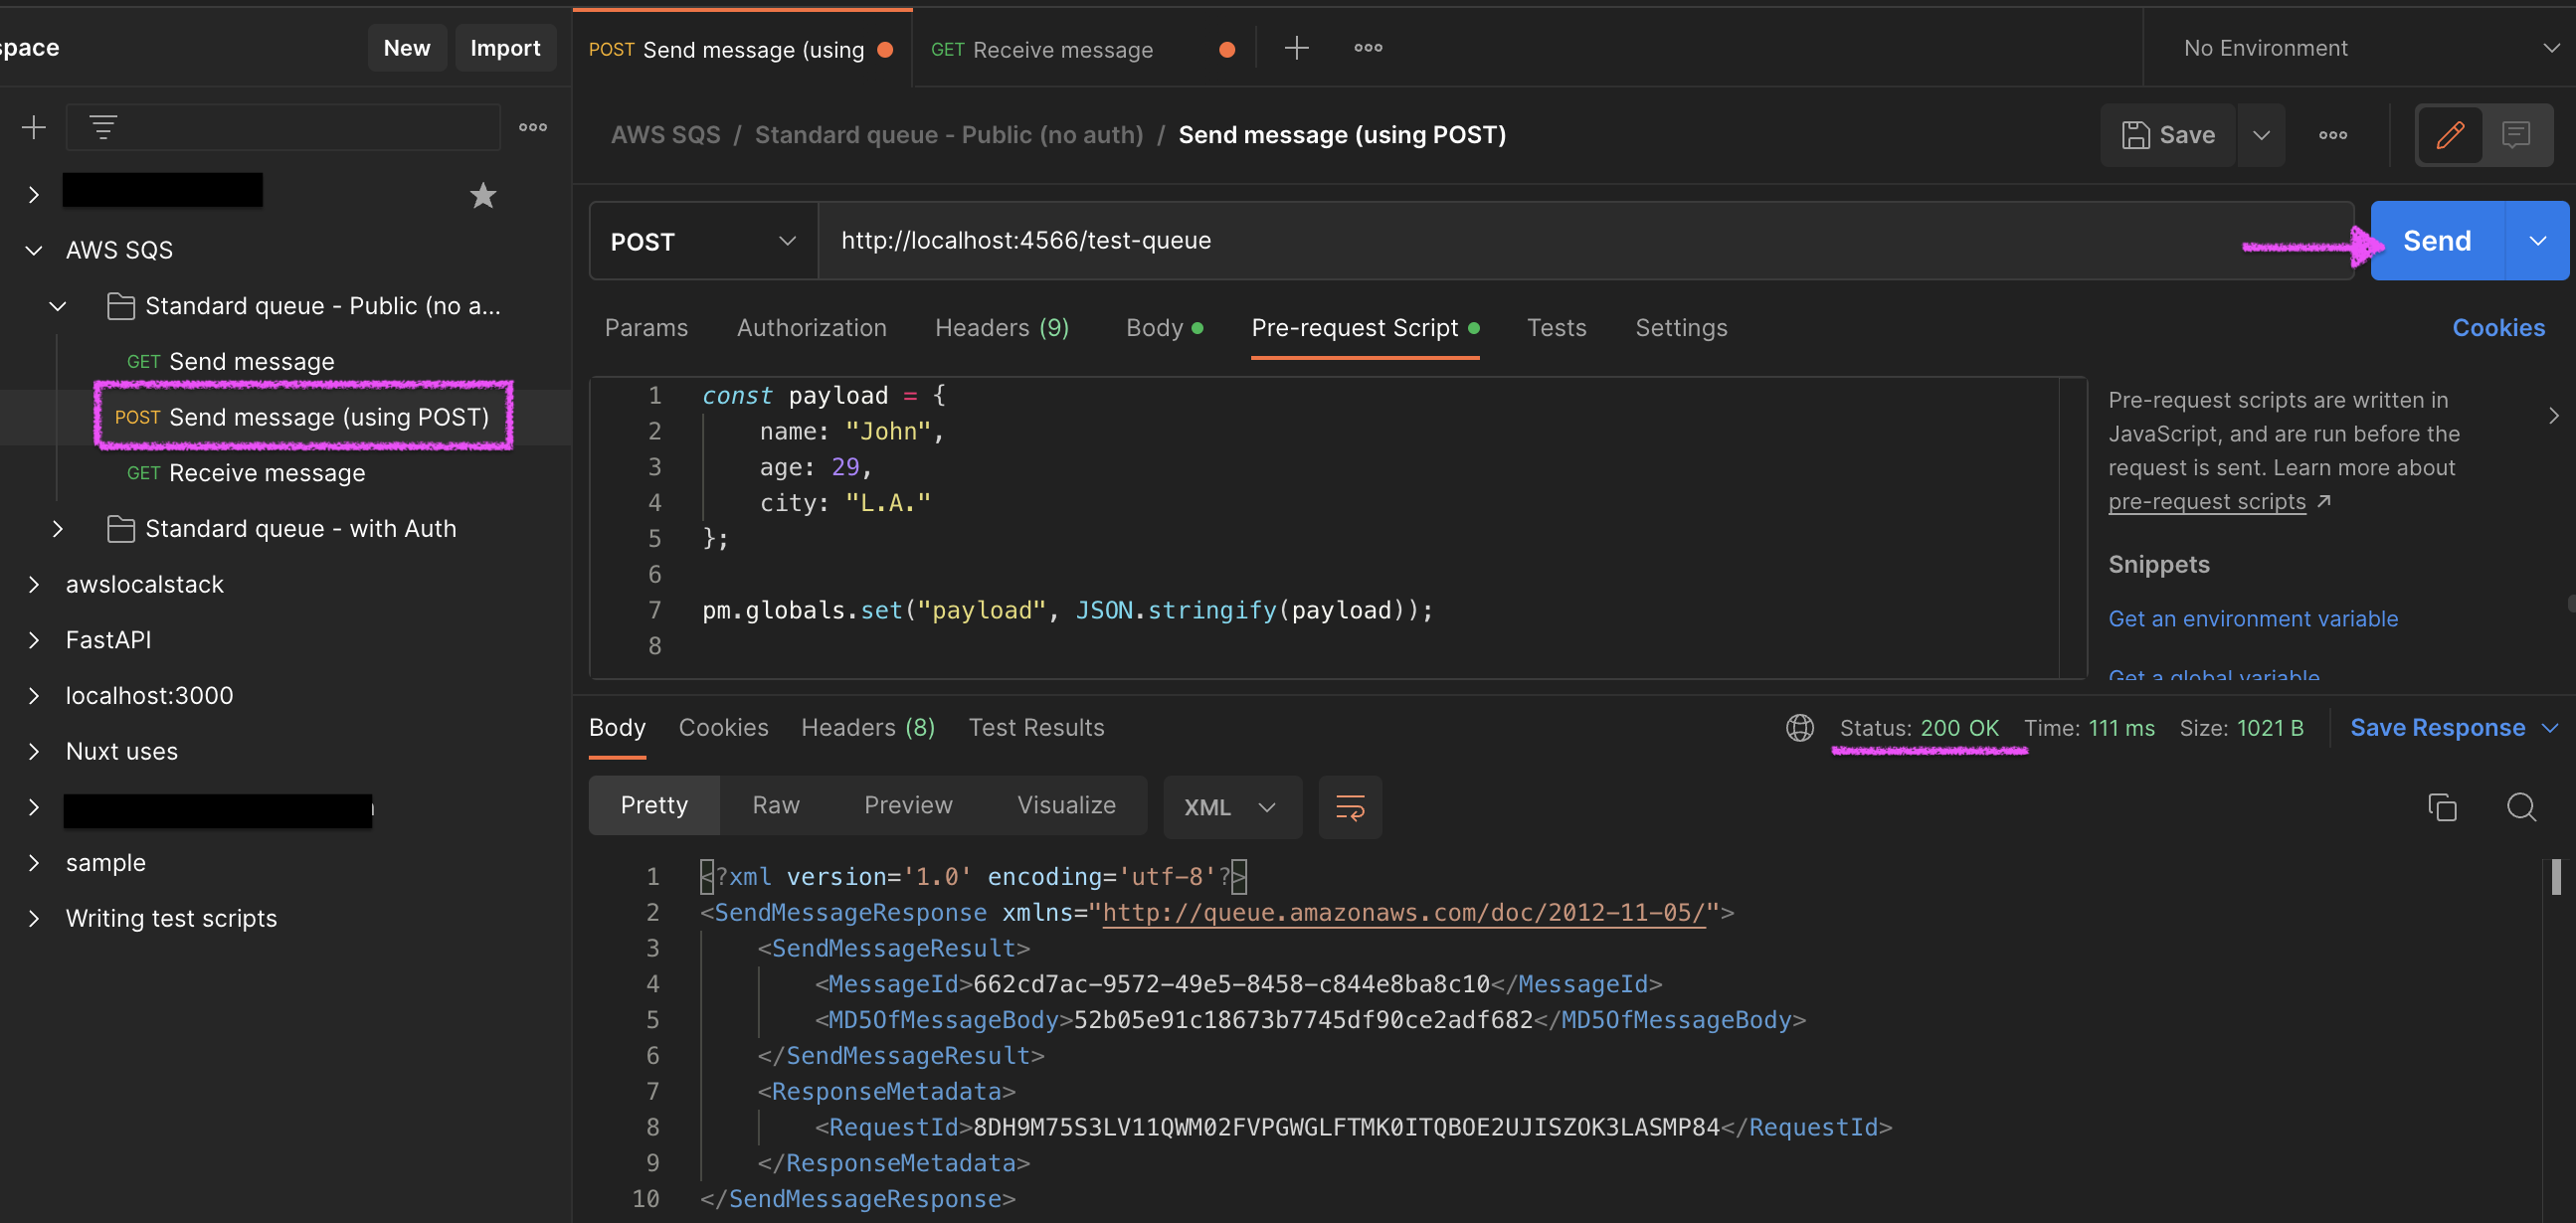 space
New
Import
AWS SQS
Standard queue - Public (no a...
GET Send message
POST Send message (using POST)
GET Receive message
Standard queue - with Auth
awslocalstack
FastAPI
localhost:3000
Nuxt uses
sample
Writing test scripts
POST Send message (using
GET Receive message
No Environment
AWS SQS / Standard queue - Public (no auth) / Send message (using POST)
Save
POST
http://localhost:4566/test-queue
Send
Params Authorization Headers (9) Body Pre-request Script Tests Settings
Cookies
1 const payload = {
2 name: "John",
3 age: 29,
4 city: "L.A."
5 };
6
7 pm.globals.set("payload", JSON.stringify(payload));
8
Pre-request scripts are written in
JavaScript, and are run before the
request is sent. Learn more about
pre-request scripts
Snippets
Get an environment variable
Get a global variable
Body Cookies Headers (8) Test Results
Status: 200 OK Time: 111 ms Size: 1021 B
Save Response
Pretty Raw Preview Visualize
XML
1 <?xml version='1.0' encoding='utf-8'?>
2 <SendMessageResponse xmlns="http://queue.amazonaws.com/doc/2012-11-05/">
3 <SendMessageResult>
4 <MessageId>662cd7ac-9572-49e5-8458-c844e8ba8c10</MessageId>
5 <MD5OfMessageBody>52b05e91c18673b7745df90ce2adf682</MD5OfMessageBody>
6 </SendMessageResult>
7 <ResponseMetadata>
8 <RequestId>8DH9M75S3LV11QWM02FVPGWGLFTMK0ITQBOE2UJISZOK3LASMP84</RequestId>
9 </ResponseMetadata>
10 </SendMessageResponse>